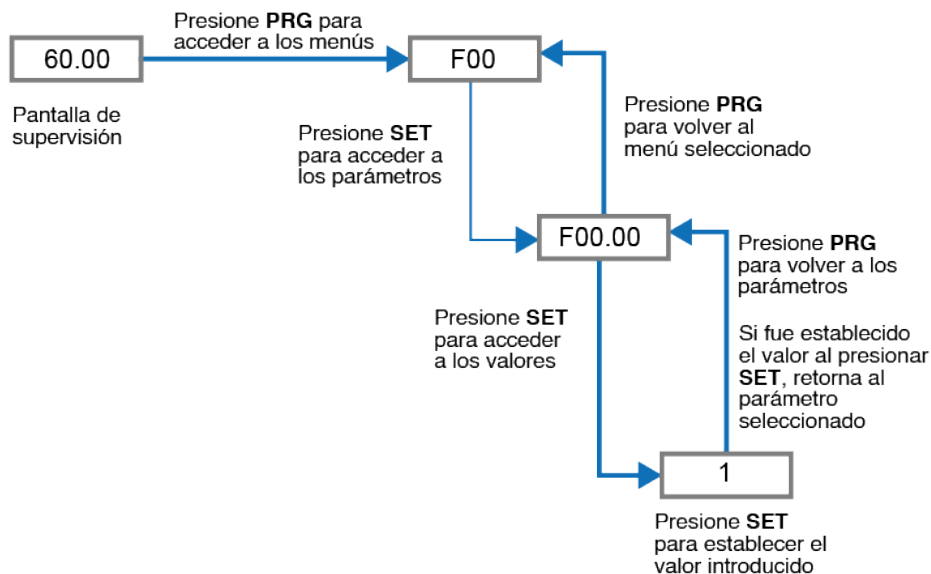 Presione PRG para
acceder a los menús
60.00
F00
Pantalla de
supervisión
Presione SET
para acceder a
los parámetros
Presione PRG
para volver al
menú seleccionado
F00.00
Presione SET
para acceder
a los valores
Presione PRG
para volver a los
parámetros
Si fue establecido
el valor al presionar
SET, retorna al
parámetro
seleccionado
1
Presione SET
para establecer el
valor introducido